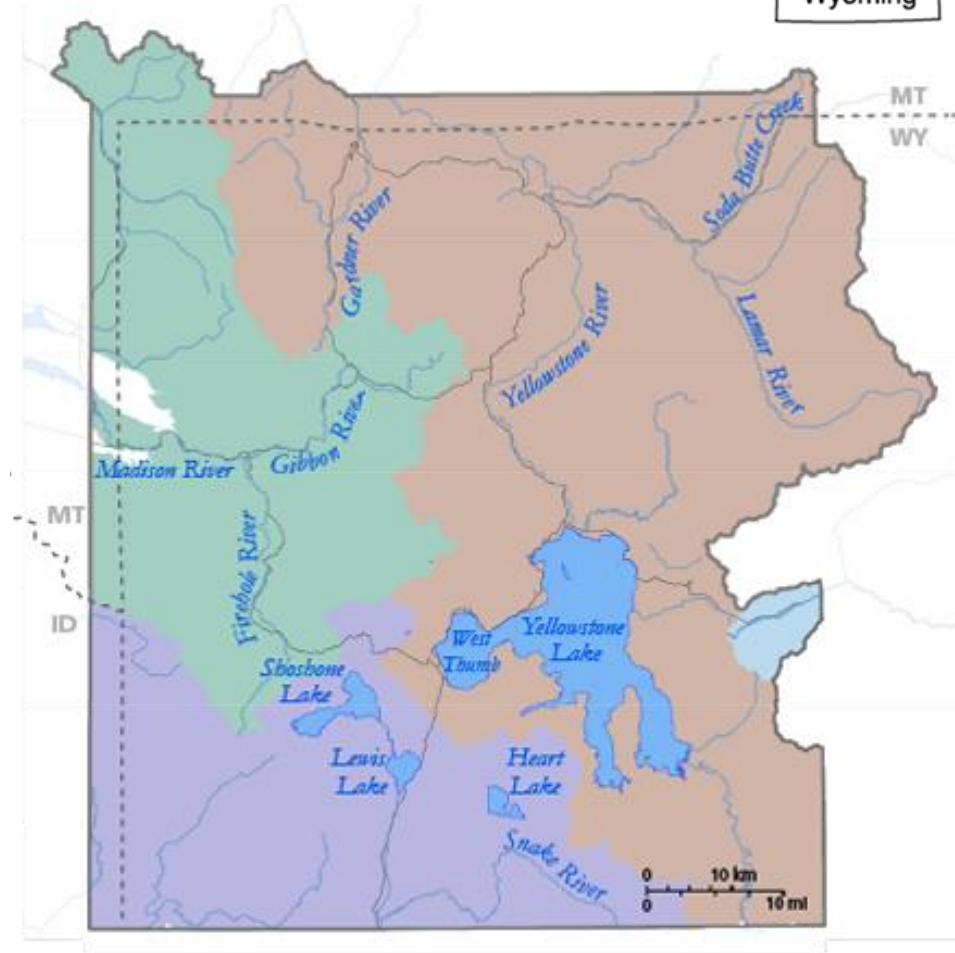 Wyoming
MT
WY
Soda Butte Creek
Gardner River
Lamar River
Yellowstone River
Gibbon River
Madison River
MT
Firehole River
ID
West
Thumb
Yellowstone
Lake
Shoshone
Lake
Lewis
Lake
Heart
Lake
Snake River
0 10 km
0 10 mi